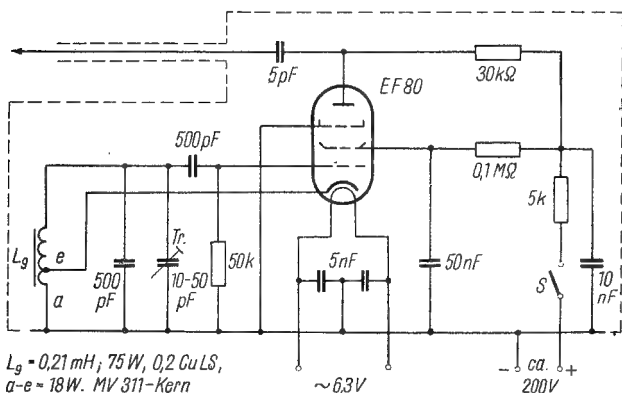 5pF
EF80
30kΩ
500pF
0,1 MΩ
5k
Lg
e
a
500 pF
Tr.
10-50 pF
50k
5nF
50nF
S
10 nF
Lg = 0,21 mH; 75 W, 0,2 CuLS,
a-e = 18 W. MV 311-Kern
~6,3V
- ca. +
200V